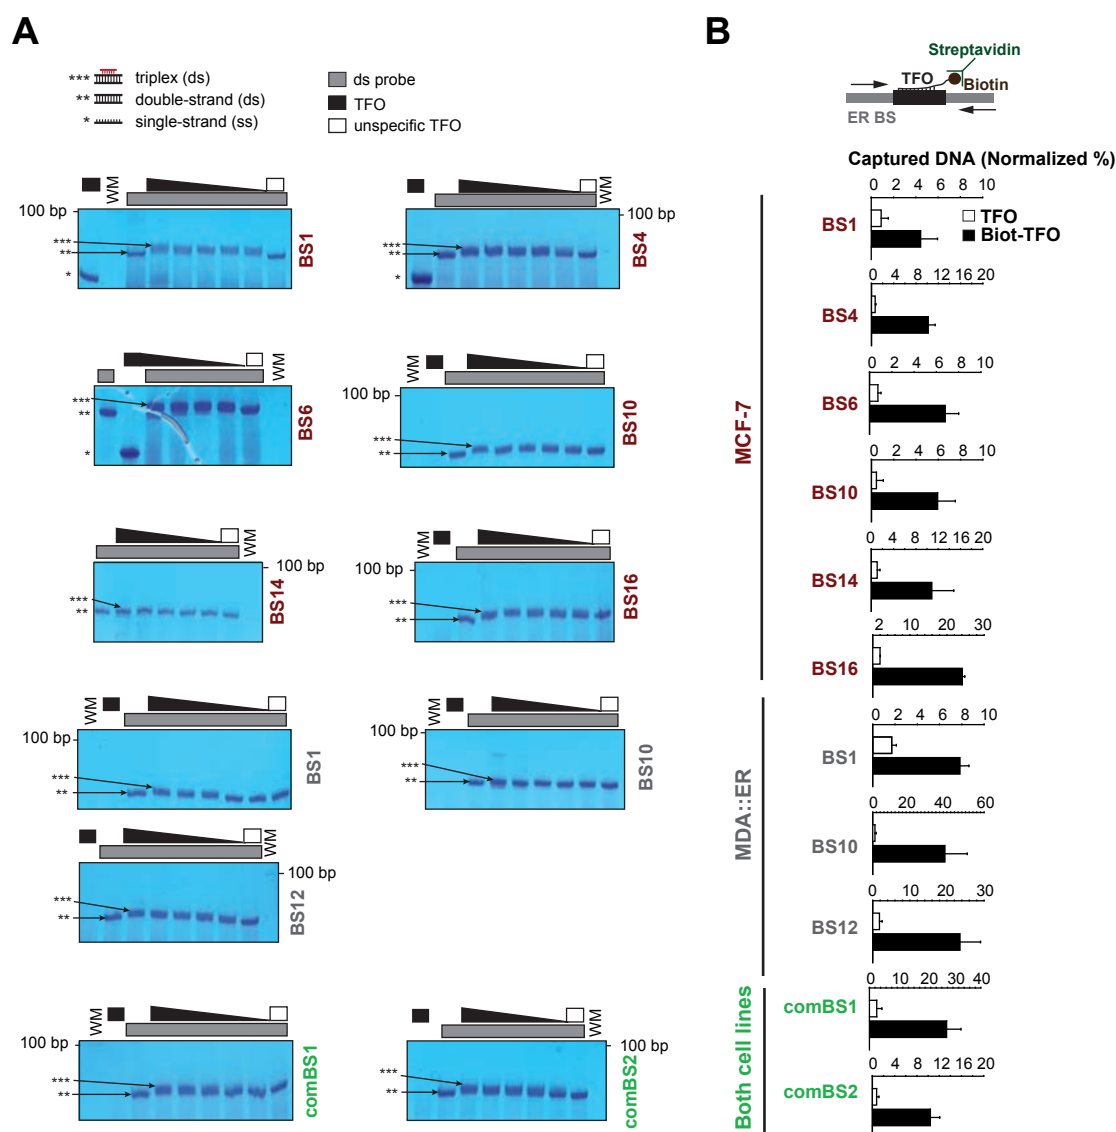 A
*** triplex (ds)
** double-strand (ds)
* single-strand (ss)
ds probe
TFO
unspecific TFO
WM
100 bp
***
**
*
BS1
WM
100 bp
***
**
*
BS4
WM
***
**
*
BS6
WM
100 bp
***
**
BS10
WM
100 bp
***
**
BS14
WM
100 bp
***
**
BS16
WM
100 bp
***
**
BS1
100 bp
***
**
BS10
WM
100 bp
***
**
BS12
WM
100 bp
***
**
comBS1
WM
100 bp
***
**
comBS2
B
Streptavidin
TFO
Biotin
ER BS
Captured DNA (Normalized %)
0 2 4 6 8 10
BS1
TFO
Biot-TFO
0 4 8 12 16 20
BS4
0 2 4 6 8 10
BS6
0 2 4 6 8 10
BS10
0 4 8 12 16 20
BS14
2 10 20 30
BS16
MCF-7
0 2 4 6 8 10
BS1
0 20 40 60
BS10
0 10 20 30
BS12
MDA::ER
0 10 20 30 40
comBS1
0 4 8 12 16 20
comBS2
Both cell lines